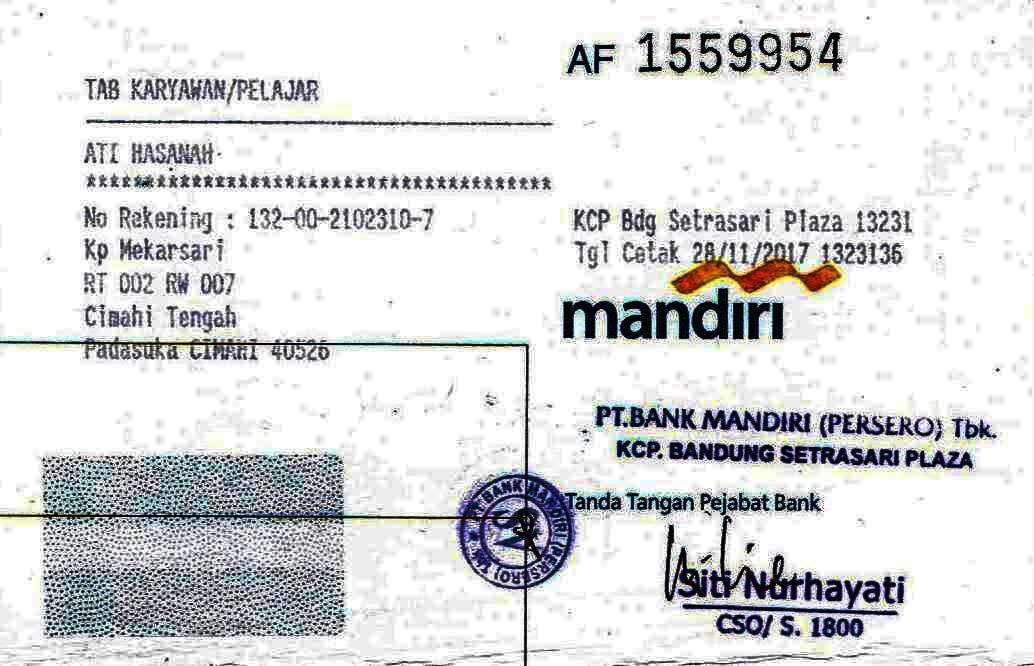 AF 1559954
TAB KARYAWAN/PELAJAR
ATI HASANAH
****************************************
No Rekening : 132-00-2102310-7
Kp Mekarsari
RT 002 RW 007
Cimahi Tengah
Padasuka CIMAHI 40526
KCP Bdg Setrasari Plaza 13231
Tgl Cetak 28/11/2017 1323136
mandiri
PT.BANK MANDIRI (PERSERO) Tbk.
KCP. BANDUNG SETRASARI PLAZA
PT BANK MANDIRI (PERSERO) Tbk
Tanda Tangan Pejabat Bank
Siti Nurhayati
CSO/ S. 1800